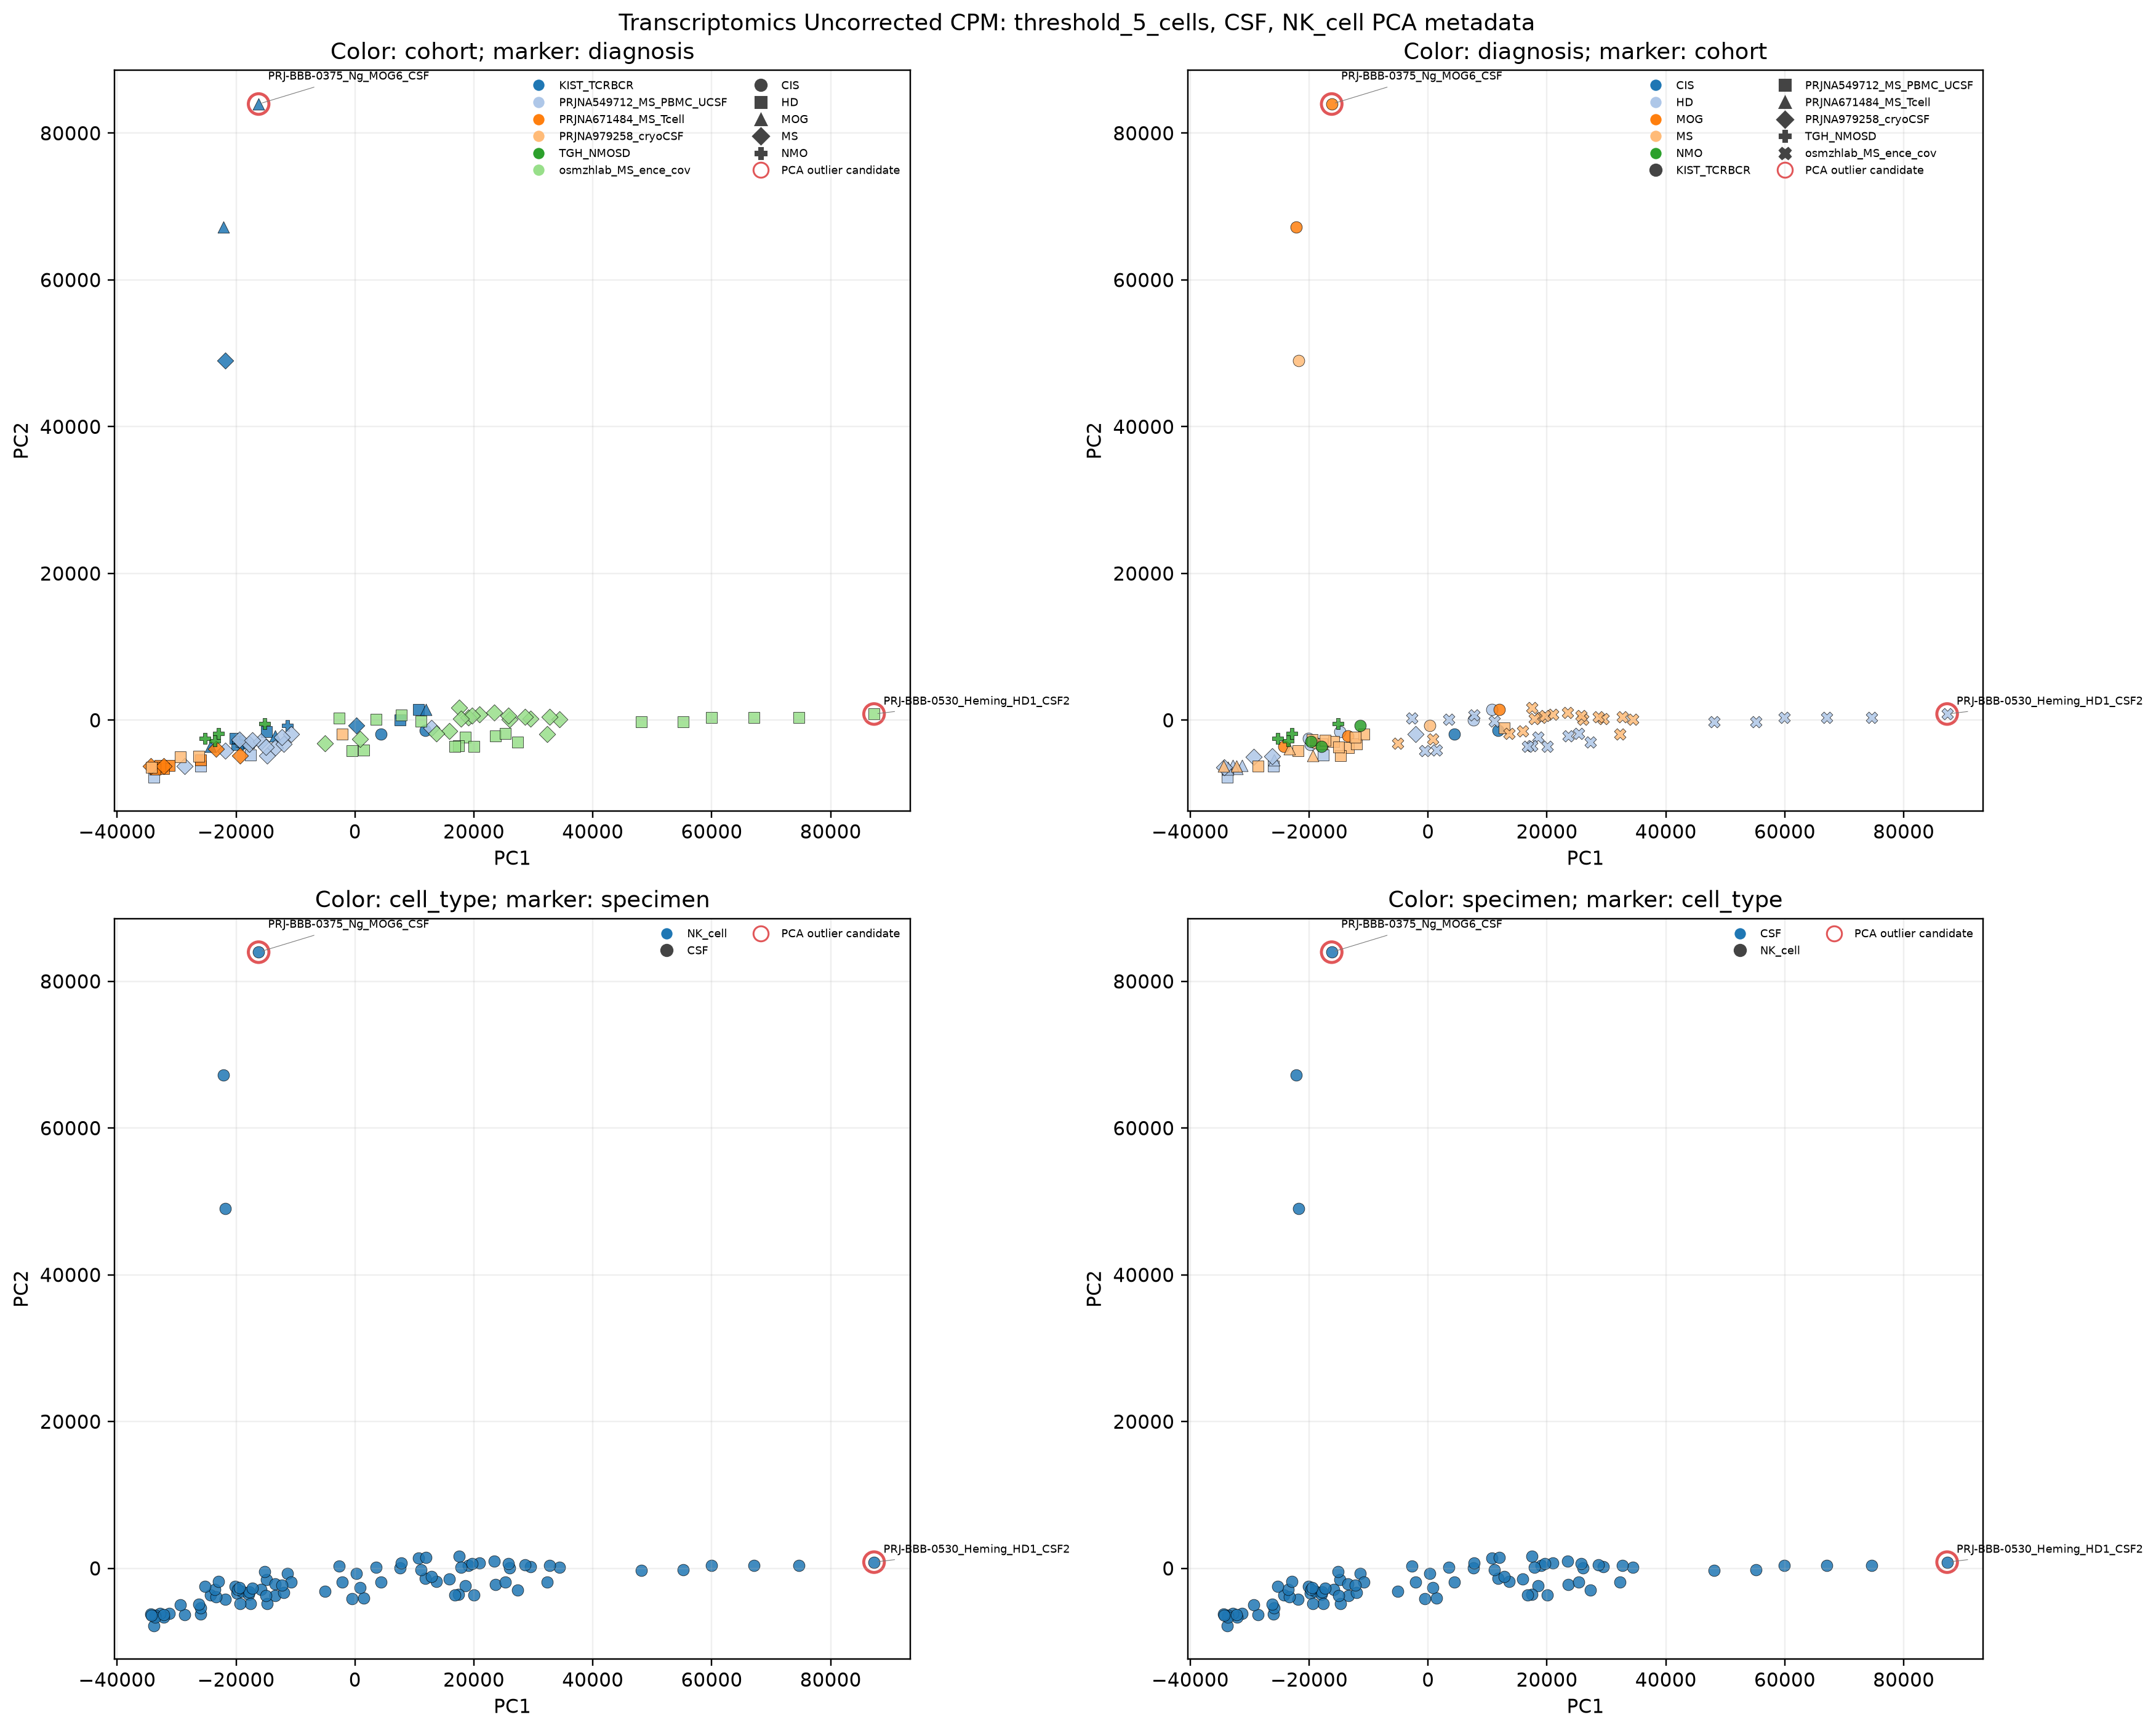 Transcriptomics Uncorrected CPM: threshold_5_cells, CSF, NK_cell PCA metadata
Color: cohort; marker: diagnosis
PRJ-BBB-0375_Ng_MOG6_CSF
KIST_TCRBCR
PRJNA549712_MS_PBMC_UCSF
PRJNA671484_MS_Tcell
PRJNA979258_cryoCSF
TGH_NMOSD
osmzhlab_MS_ence_cov
CIS
HD
MOG
MS
NMO
PCA outlier candidate
PRJ-BBB-0530_Heming_HD1_CSF2
80000
60000
40000
20000
0
PC2
−40000
−20000
0
20000
40000
60000
80000
PC1
Color: diagnosis; marker: cohort
PRJ-BBB-0375_Ng_MOG6_CSF
CIS
HD
MOG
MS
NMO
KIST_TCRBCR
PRJNA549712_MS_PBMC_UCSF
PRJNA671484_MS_Tcell
PRJNA979258_cryoCSF
TGH_NMOSD
osmzhlab_MS_ence_cov
PCA outlier candidate
PRJ-BBB-0530_Heming_HD1_CSF2
80000
60000
40000
20000
0
PC2
−40000
−20000
0
20000
40000
60000
80000
PC1
Color: cell_type; marker: specimen
PRJ-BBB-0375_Ng_MOG6_CSF
NK_cell
CSF
PCA outlier candidate
PRJ-BBB-0530_Heming_HD1_CSF2
80000
60000
40000
20000
0
PC2
−40000
−20000
0
20000
40000
60000
80000
PC1
Color: specimen; marker: cell_type
PRJ-BBB-0375_Ng_MOG6_CSF
CSF
NK_cell
PCA outlier candidate
PRJ-BBB-0530_Heming_HD1_CSF2
80000
60000
40000
20000
0
PC2
−40000
−20000
0
20000
40000
60000
80000
PC1